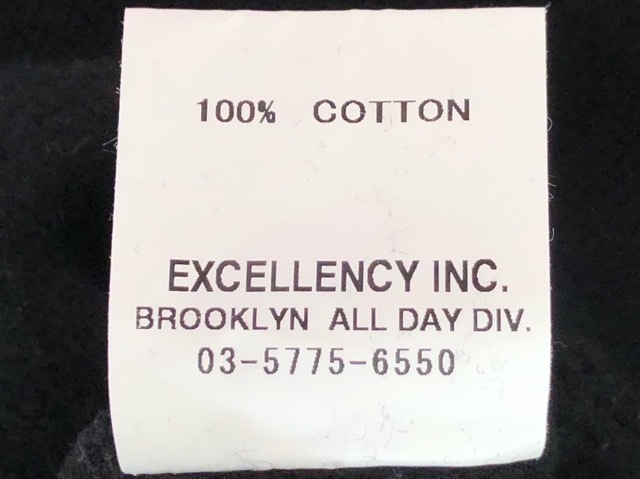 100% COTTON
EXCELLENCY INC.
BROOKLYN ALL DAY DIV.
03-5775-6550